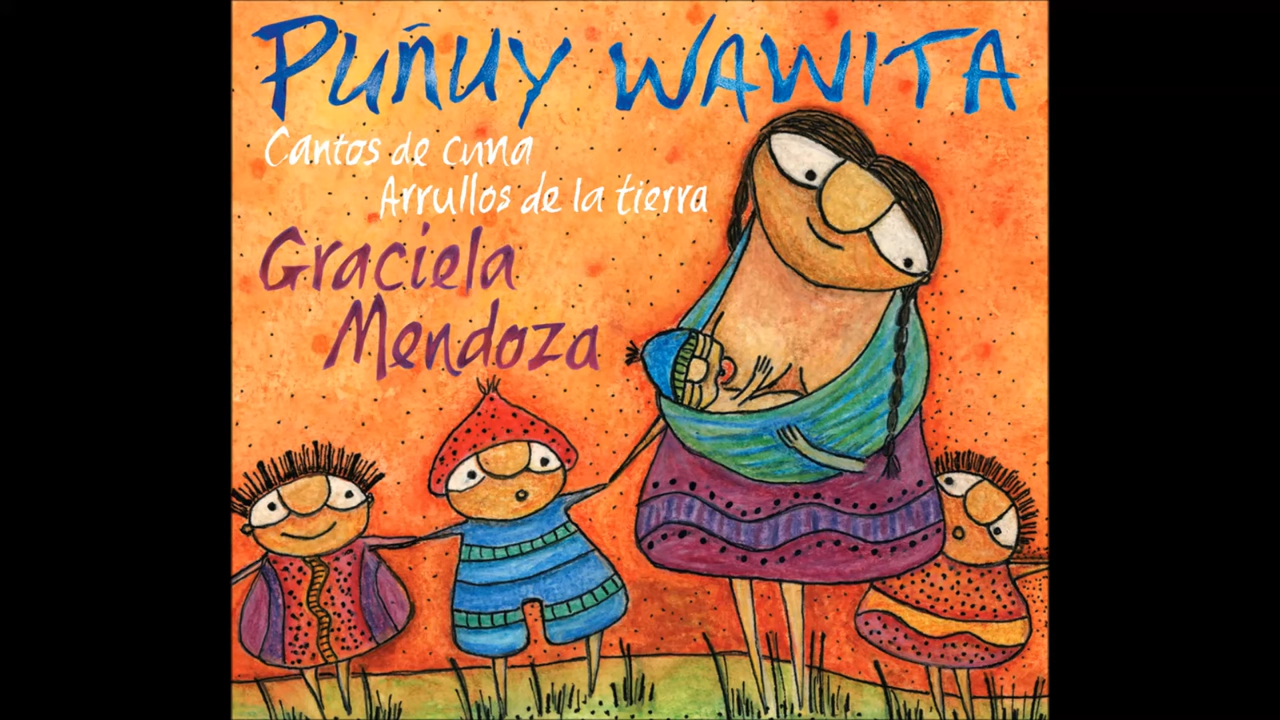 Puñuy WAWITA
Cantos de cuna
Arrullos de la tierra
Graciela
Mendoza